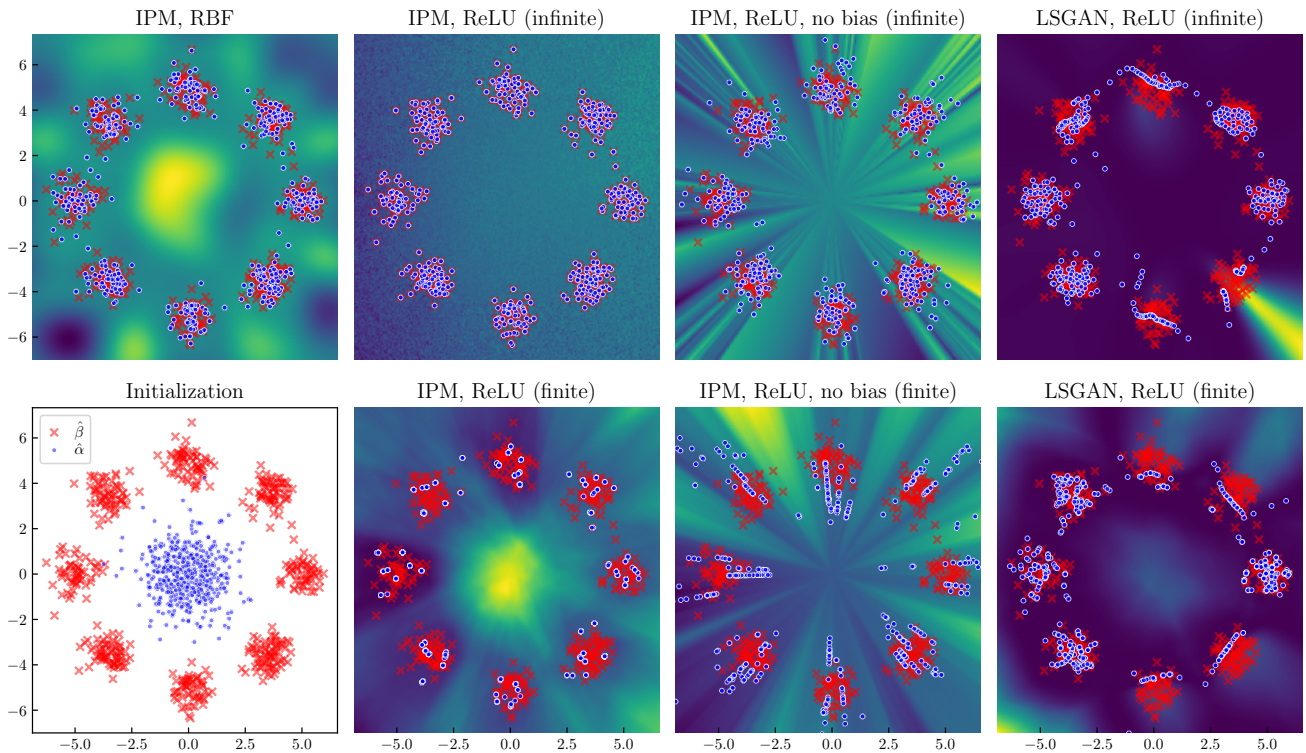 IPM, RBF
IPM, ReLU (infinite)
IPM, ReLU, no bias (infinite)
LSGAN, ReLU (infinite)
6
4
2
0
−2
−4
−6
Initialization
IPM, ReLU (finite)
IPM, ReLU, no bias (finite)
LSGAN, ReLU (finite)
β̂
α̂
6
4
2
0
−2
−4
−6
−5.0 −2.5 0.0 2.5 5.0
−5.0 −2.5 0.0 2.5 5.0
−5.0 −2.5 0.0 2.5 5.0
−5.0 −2.5 0.0 2.5 5.0